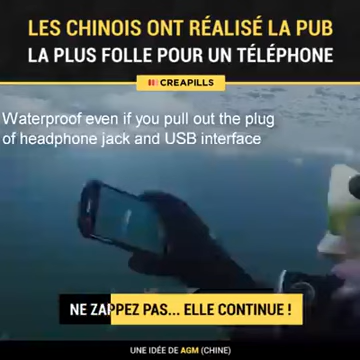 LES CHINOIS ONT RÉALISÉ LA PUB
LA PLUS FOLLE POUR UN TÉLÉPHONE
CREAPILLS
Waterproof even if you pull out the plug
of headphone jack and USB interface
NE ZAPPEZ PAS... ELLE CONTINUE !
UNE IDÉE DE AGM (CHINE)